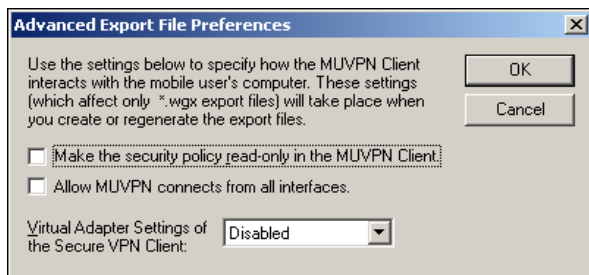 Advanced Export File Preferences
Use the settings below to specify how the MUVPN Client
interacts with the mobile user's computer. These settings
(which affect only *.wgx export files) will take place when
you create or regenerate the export files.
OK
Cancel
Make the security policy read-only in the MUVPN Client.
Allow MUVPN connects from all interfaces.
Virtual Adapter Settings of
the Secure VPN Client:
Disabled